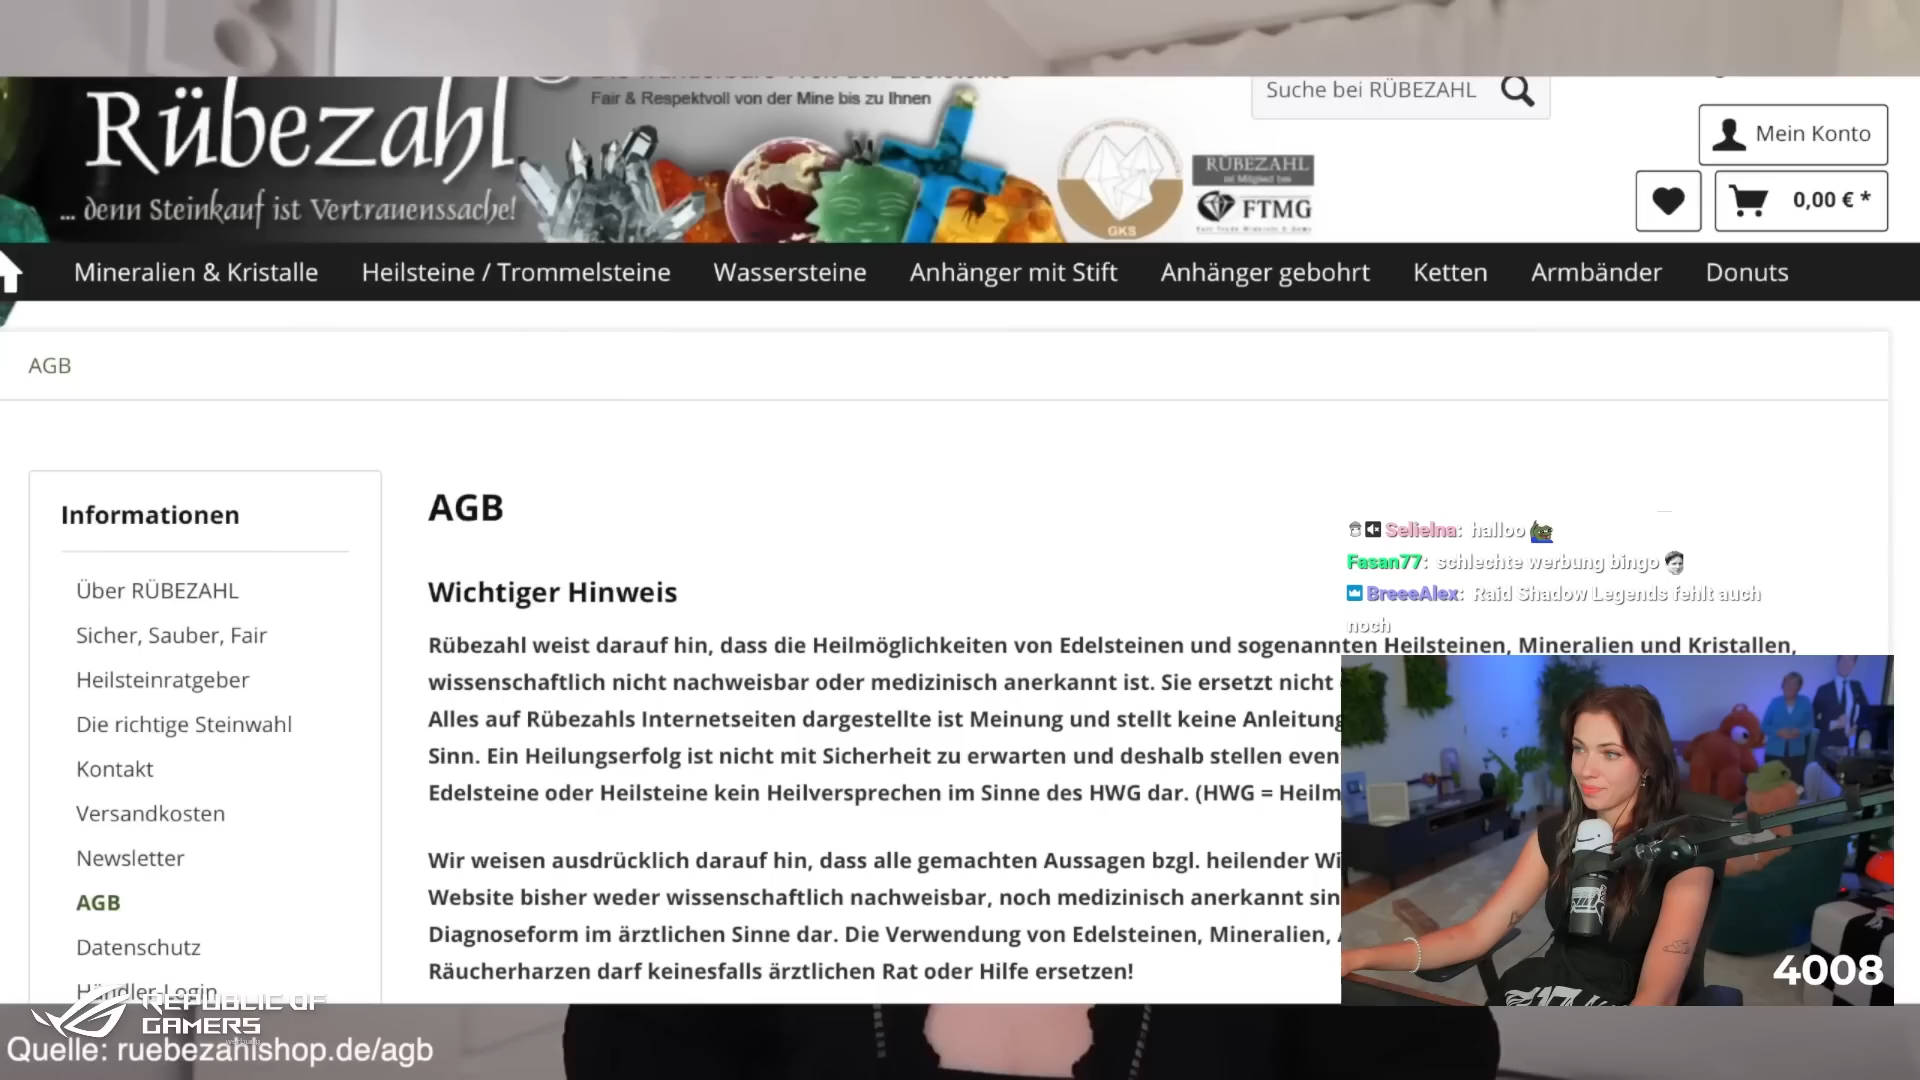 Rübezahl
Fair & Respektvoll von der Mine bis zu Ihnen
... denn Steinkauf ist Vertrauenssache!
GKS
RÜBEZAHL
ist Mitglied bei
FTMG
Suche bei RÜBEZAHL
Mein Konto
0,00 € *
Mineralien & Kristalle Heilsteine / Trommelsteine Wassersteine Anhänger mit Stift Anhänger gebohrt Ketten Armbänder Donuts
AGB
Informationen
Über RÜBEZAHL
Sicher, Sauber, Fair
Heilsteinratgeber
Die richtige Steinwahl
Kontakt
Versandkosten
Newsletter
AGB
Datenschutz
Händler-Login
AGB
Wichtiger Hinweis
Rübezahl weist darauf hin, dass die Heilmöglichkeiten von Edelsteinen und sogenannten Heilsteinen, Mineralien und Kristallen,
wissenschaftlich nicht nachweisbar oder medizinisch anerkannt ist. Sie ersetzt nicht
Alles auf Rübezahls Internetseiten dargestellte ist Meinung und stellt keine Anleitung
Sinn. Ein Heilungserfolg ist nicht mit Sicherheit zu erwarten und deshalb stellen even
Edelsteine oder Heilsteine kein Heilversprechen im Sinne des HWG dar. (HWG = Heilm
Wir weisen ausdrücklich darauf hin, dass alle gemachten Aussagen bzgl. heilender Wi
Website bisher weder wissenschaftlich nachweisbar, noch medizinisch anerkannt sin
Diagnoseform im ärztlichen Sinne dar. Die Verwendung von Edelsteinen, Mineralien,
Räucherharzen darf keinesfalls ärztlichen Rat oder Hilfe ersetzen!
Selielna: halloo
Fasan77: schlechte werbung bingo
BreeeAlex: Raid Shadow Legends fehlt auch
noch
4008
REPUBLIC OF
GAMERS
werbung
Quelle: ruebezahlshop.de/agb